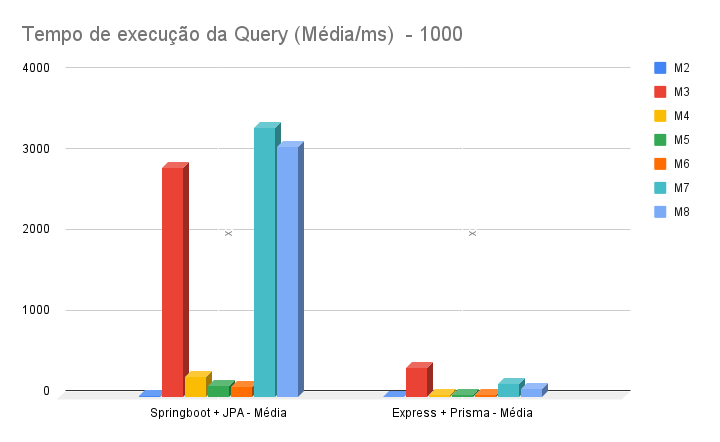 Tempo de execução da Query (Média/ms) - 1000
4000
3000
2000
1000
0
M2
M3
M4
M5
M6
M7
M8
x
x
Springboot + JPA - Média
Express + Prisma - Média